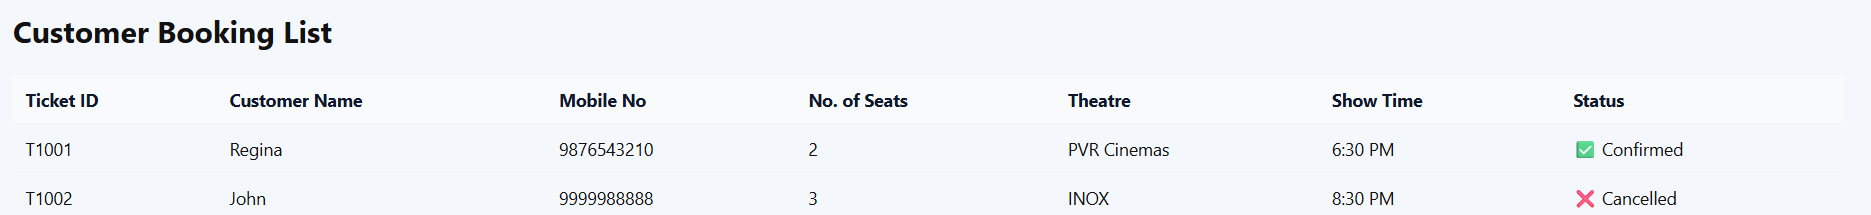 Customer Booking List
Ticket ID Customer Name Mobile No No. of Seats Theatre Show Time Status
T1001 Regina 9876543210 2 PVR Cinemas 6:30 PM ✅ Confirmed
T1002 John 9999988888 3 INOX 8:30 PM ❌ Cancelled